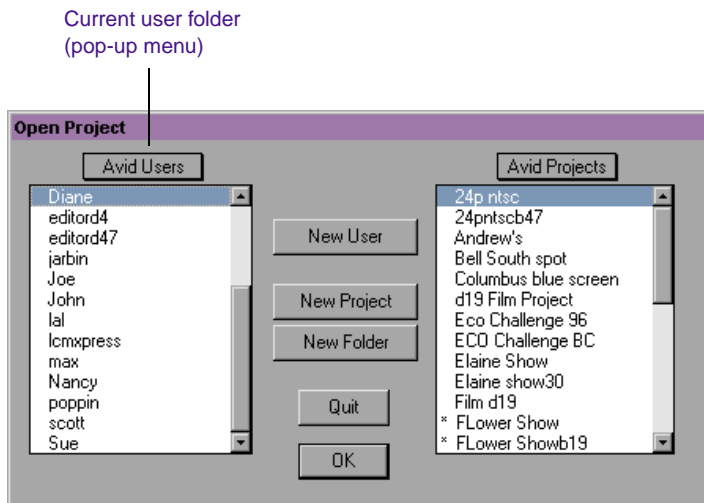 Current user folder
(pop-up menu)
Open Project
Avid Users
Diane
editord4
editord47
jarbin
Joe
John
lal
lcmxpress
max
Nancy
poppin
scott
Sue
New User
New Project
New Folder
Quit
OK
Avid Projects
24p ntsc
24pntscb47
Andrew's
Bell South spot
Columbus blue screen
d19 Film Project
Eco Challenge 96
ECO Challenge BC
Elaine Show
Elaine show30
Film d19
* FLower Show
* FLower Showb19